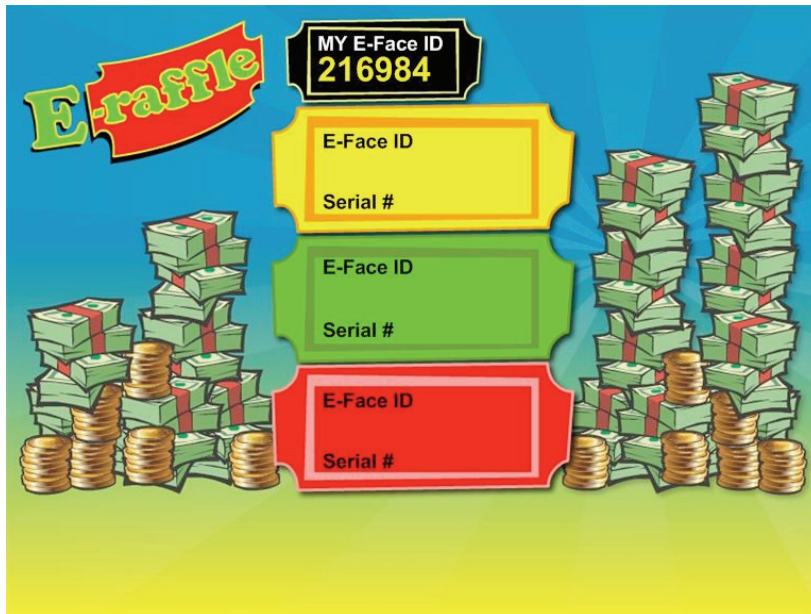 E-raffle
MY E-Face ID
216984
E-Face ID
Serial #
E-Face ID
Serial #
E-Face ID
Serial #